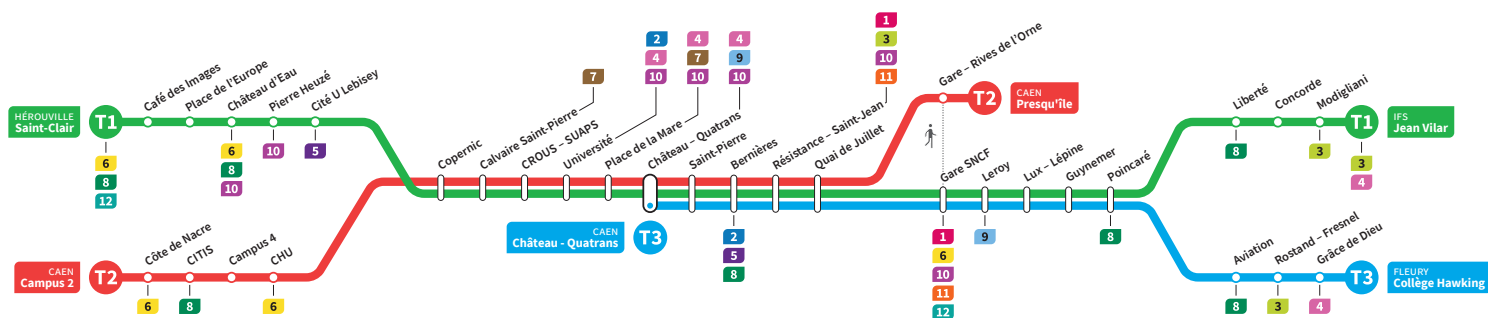 HÉROUVILLE
Saint-Clair
T1
6
8
12
Café des Images
Place de l'Europe
Château d'Eau
6
8
10
Pierre Heuzé
10
Cité U Lebisey
5
CAEN
Campus 2
T2
Côte de Nacre
6
CITIS
8
Campus 4
CHU
6
Copernic
Calvaire Saint-Pierre
7
CROUS – SUAPS
Université
2
4
10
Place de la Mare
4
7
10
Château – Quatrans
4
9
10
CAEN
Château - Quatrans
T3
Saint-Pierre
Bernières
2
5
8
Résistance – Saint-Jean
1
3
10
11
Quai de Juillet
Gare – Rives de l'Orne
T2
CAEN
Presqu'île
Gare SNCF
1
6
10
11
12
Leroy
9
Lux – Lépine
Guynemer
Poincaré
8
Liberté
8
Concorde
Modigliani
3
T1
3
4
IFS
Jean Vilar
Aviation
8
Rostand – Fresnel
3
Grâce de Dieu
4
T3
FLEURY
Collège Hawking